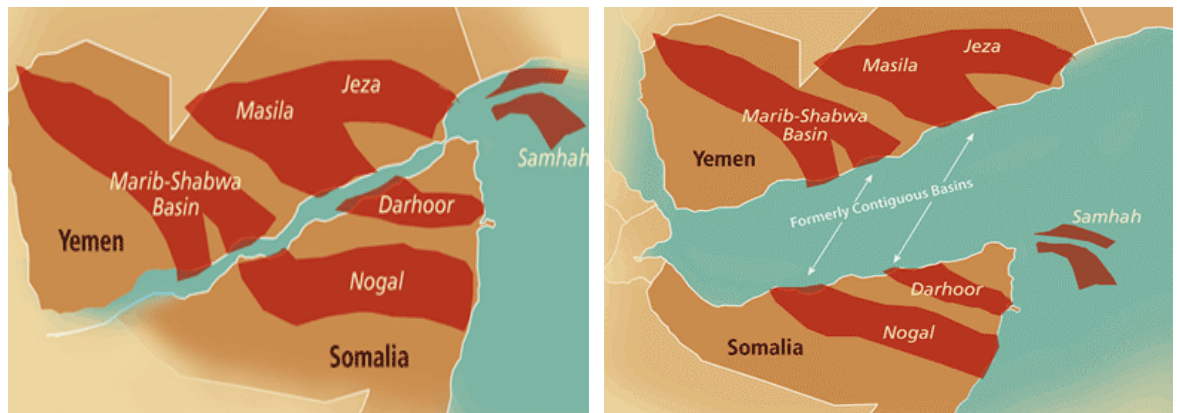 Jeza
Masila
Samhah
Marib-Shabwa
Basin
Darhoor
Yemen
Nogal
Somalia
Jeza
Masila
Marib-Shabwa
Basin
Yemen
Formerly Contiguous Basins
Samhah
Darhoor
Nogal
Somalia